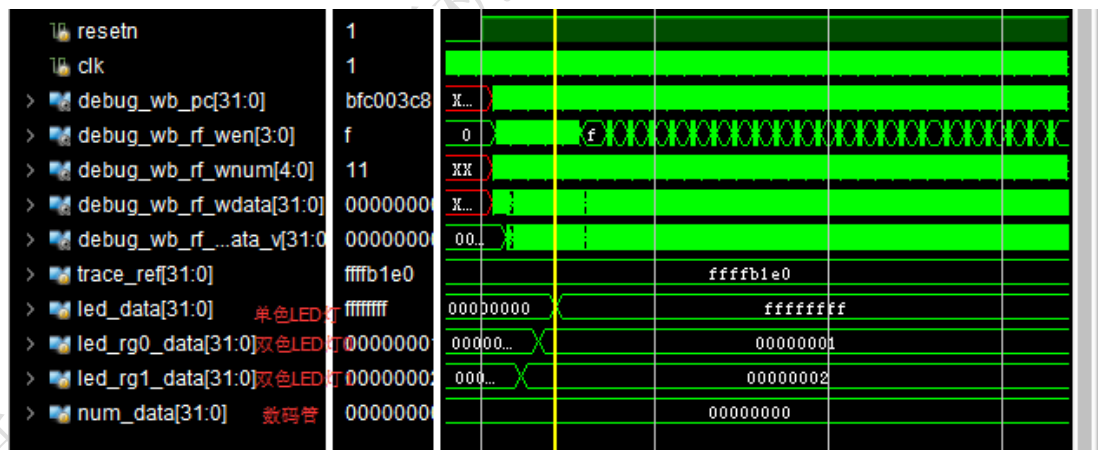 resetn 1
clk 1
debug_wb_pc[31:0] bfc003c8 X...
debug_wb_rf_wen[3:0] f 0 f
debug_wb_rf_wnum[4:0] 11 XX
debug_wb_rf_wdata[31:0] 0000000 X...
debug_wb_rf_...ata_v[31:0 0000000 00..
trace_ref[31:0] ffffb1e0 ffffb1e0
led_data[31:0] 单色LED灯 ffffffff 00000000 ffffffff
led_rg0_data[31:0] 双色LED灯 0000000 00000... 00000001
led_rg1_data[31:0] 双色LED灯 0000000 000... 00000002
num_data[31:0] 数码管 0000000 00000000